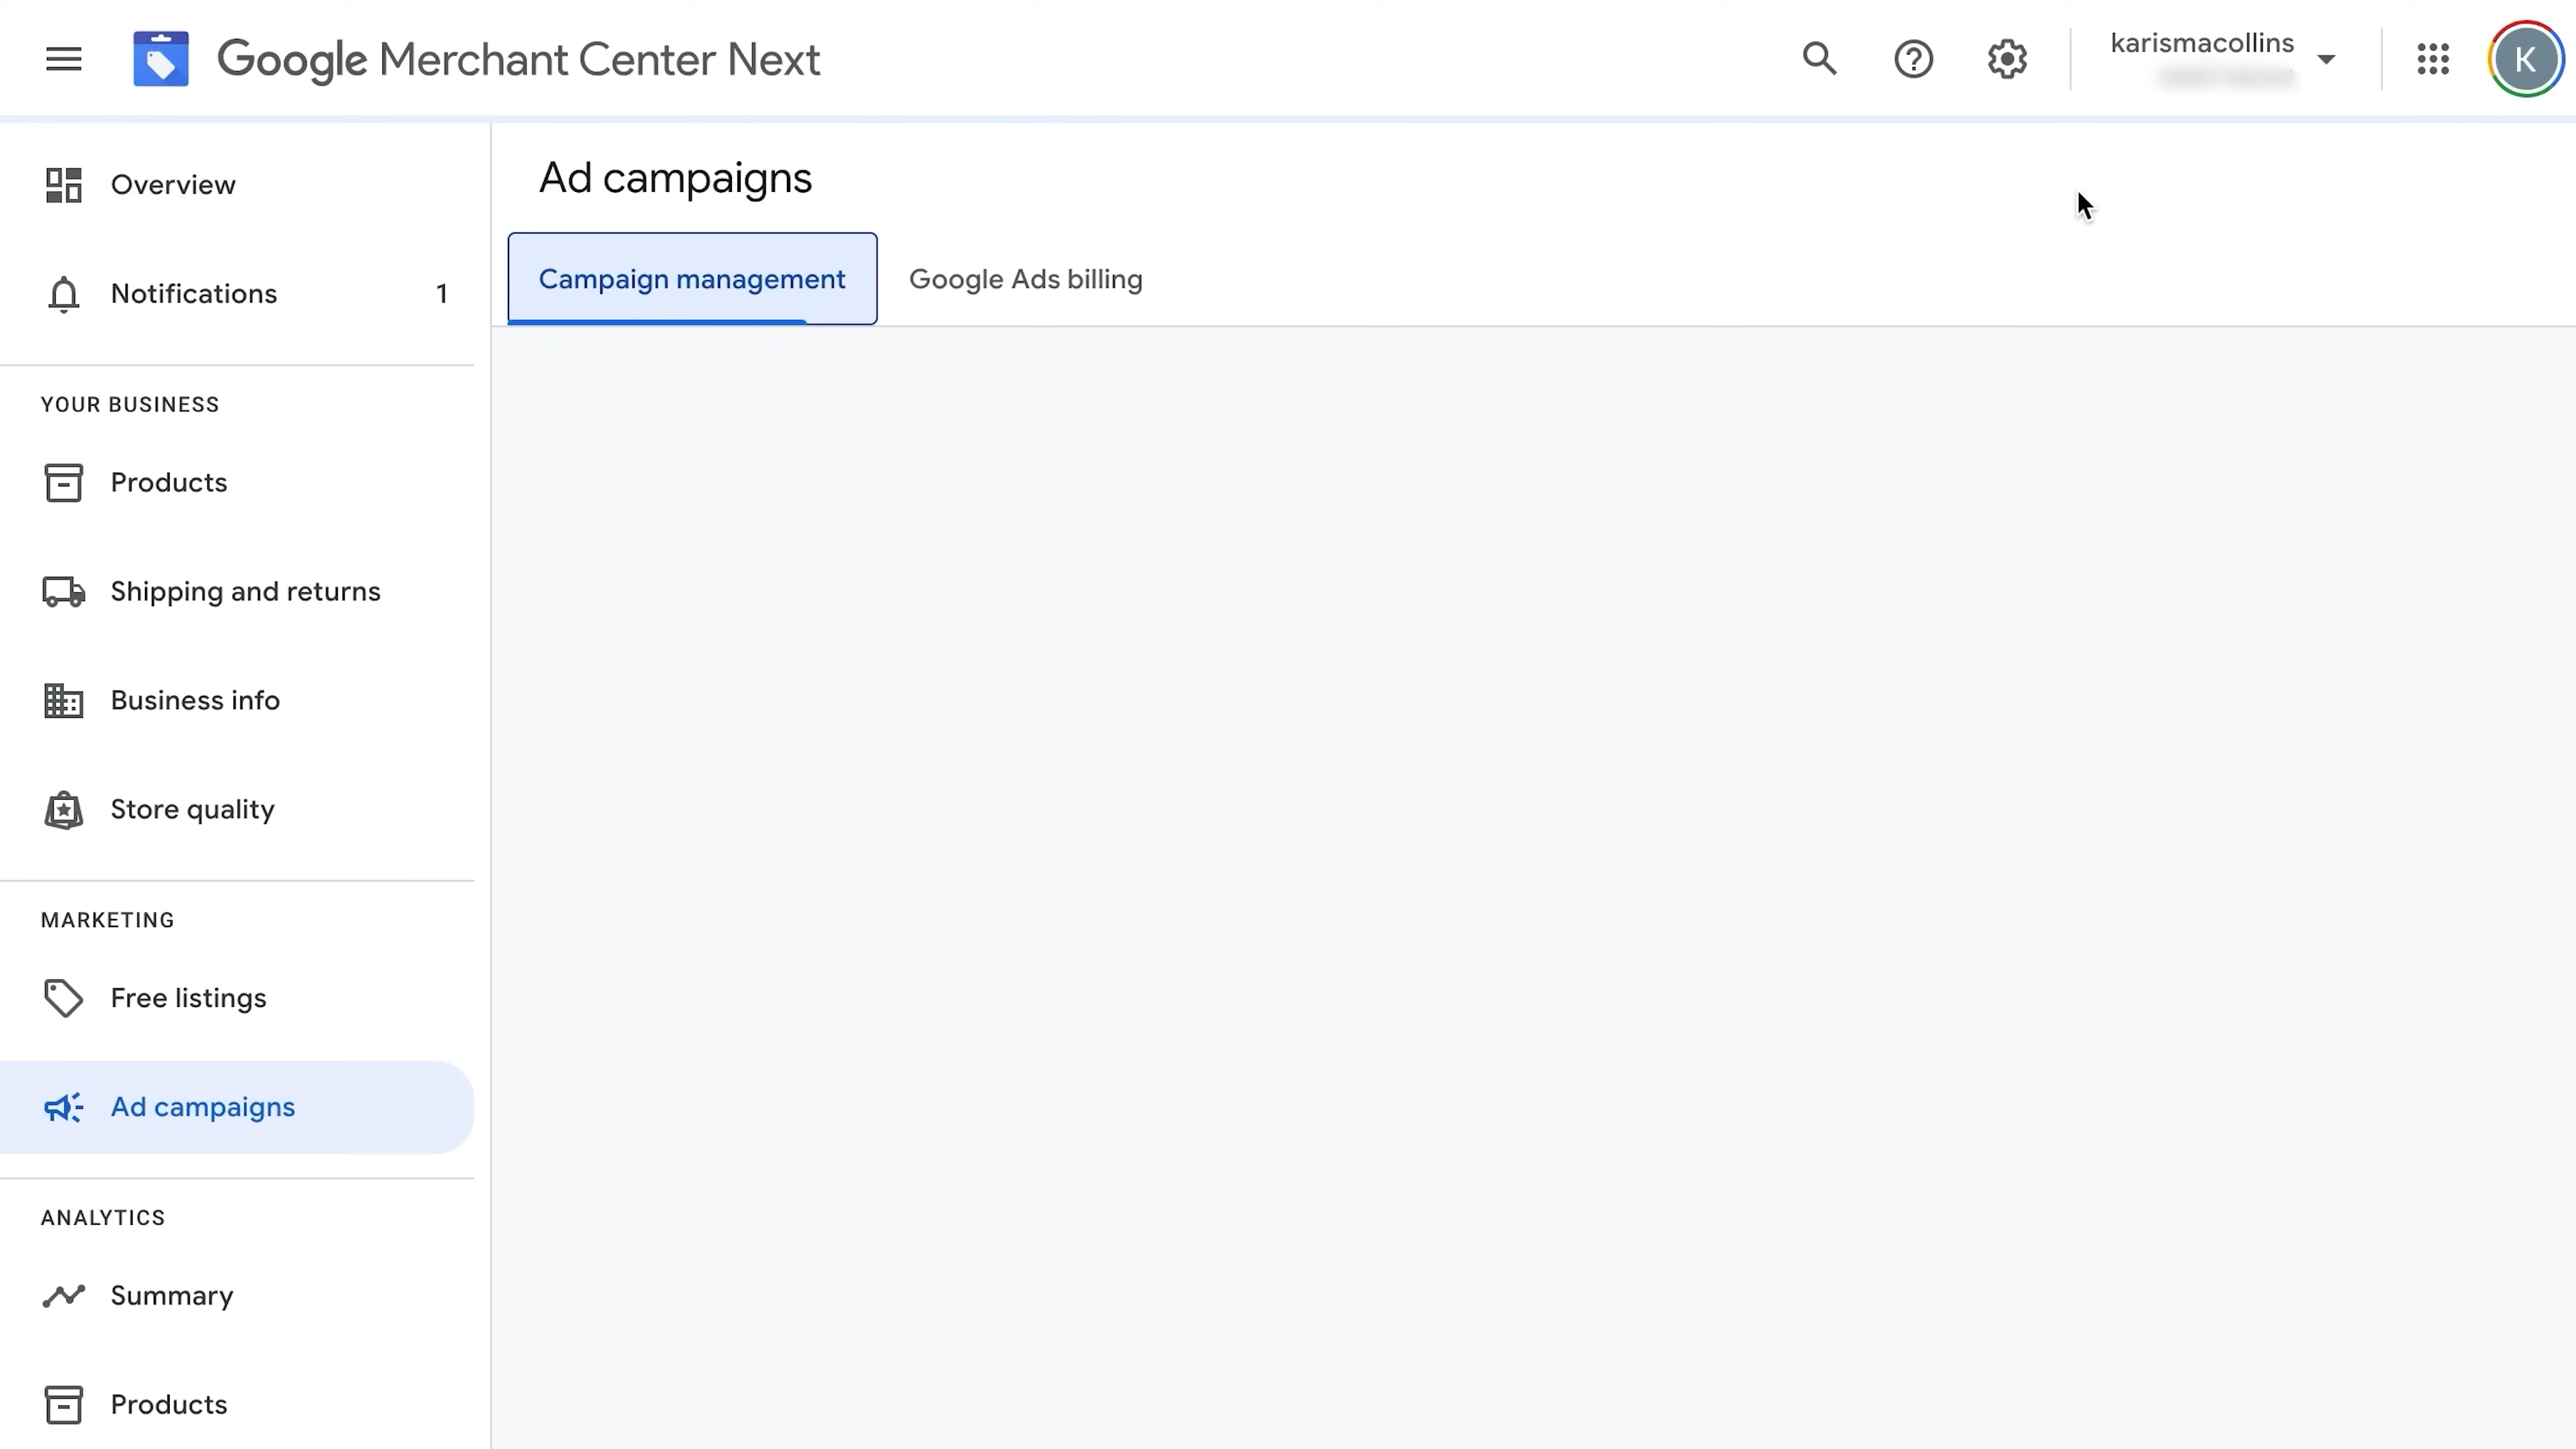 Google Merchant Center Next
karismacollins
K
Overview
Notifications 1
YOUR BUSINESS
Products
Shipping and returns
Business info
Store quality
MARKETING
Free listings
Ad campaigns
ANALYTICS
Summary
Products
Ad campaigns
Campaign management
Google Ads billing